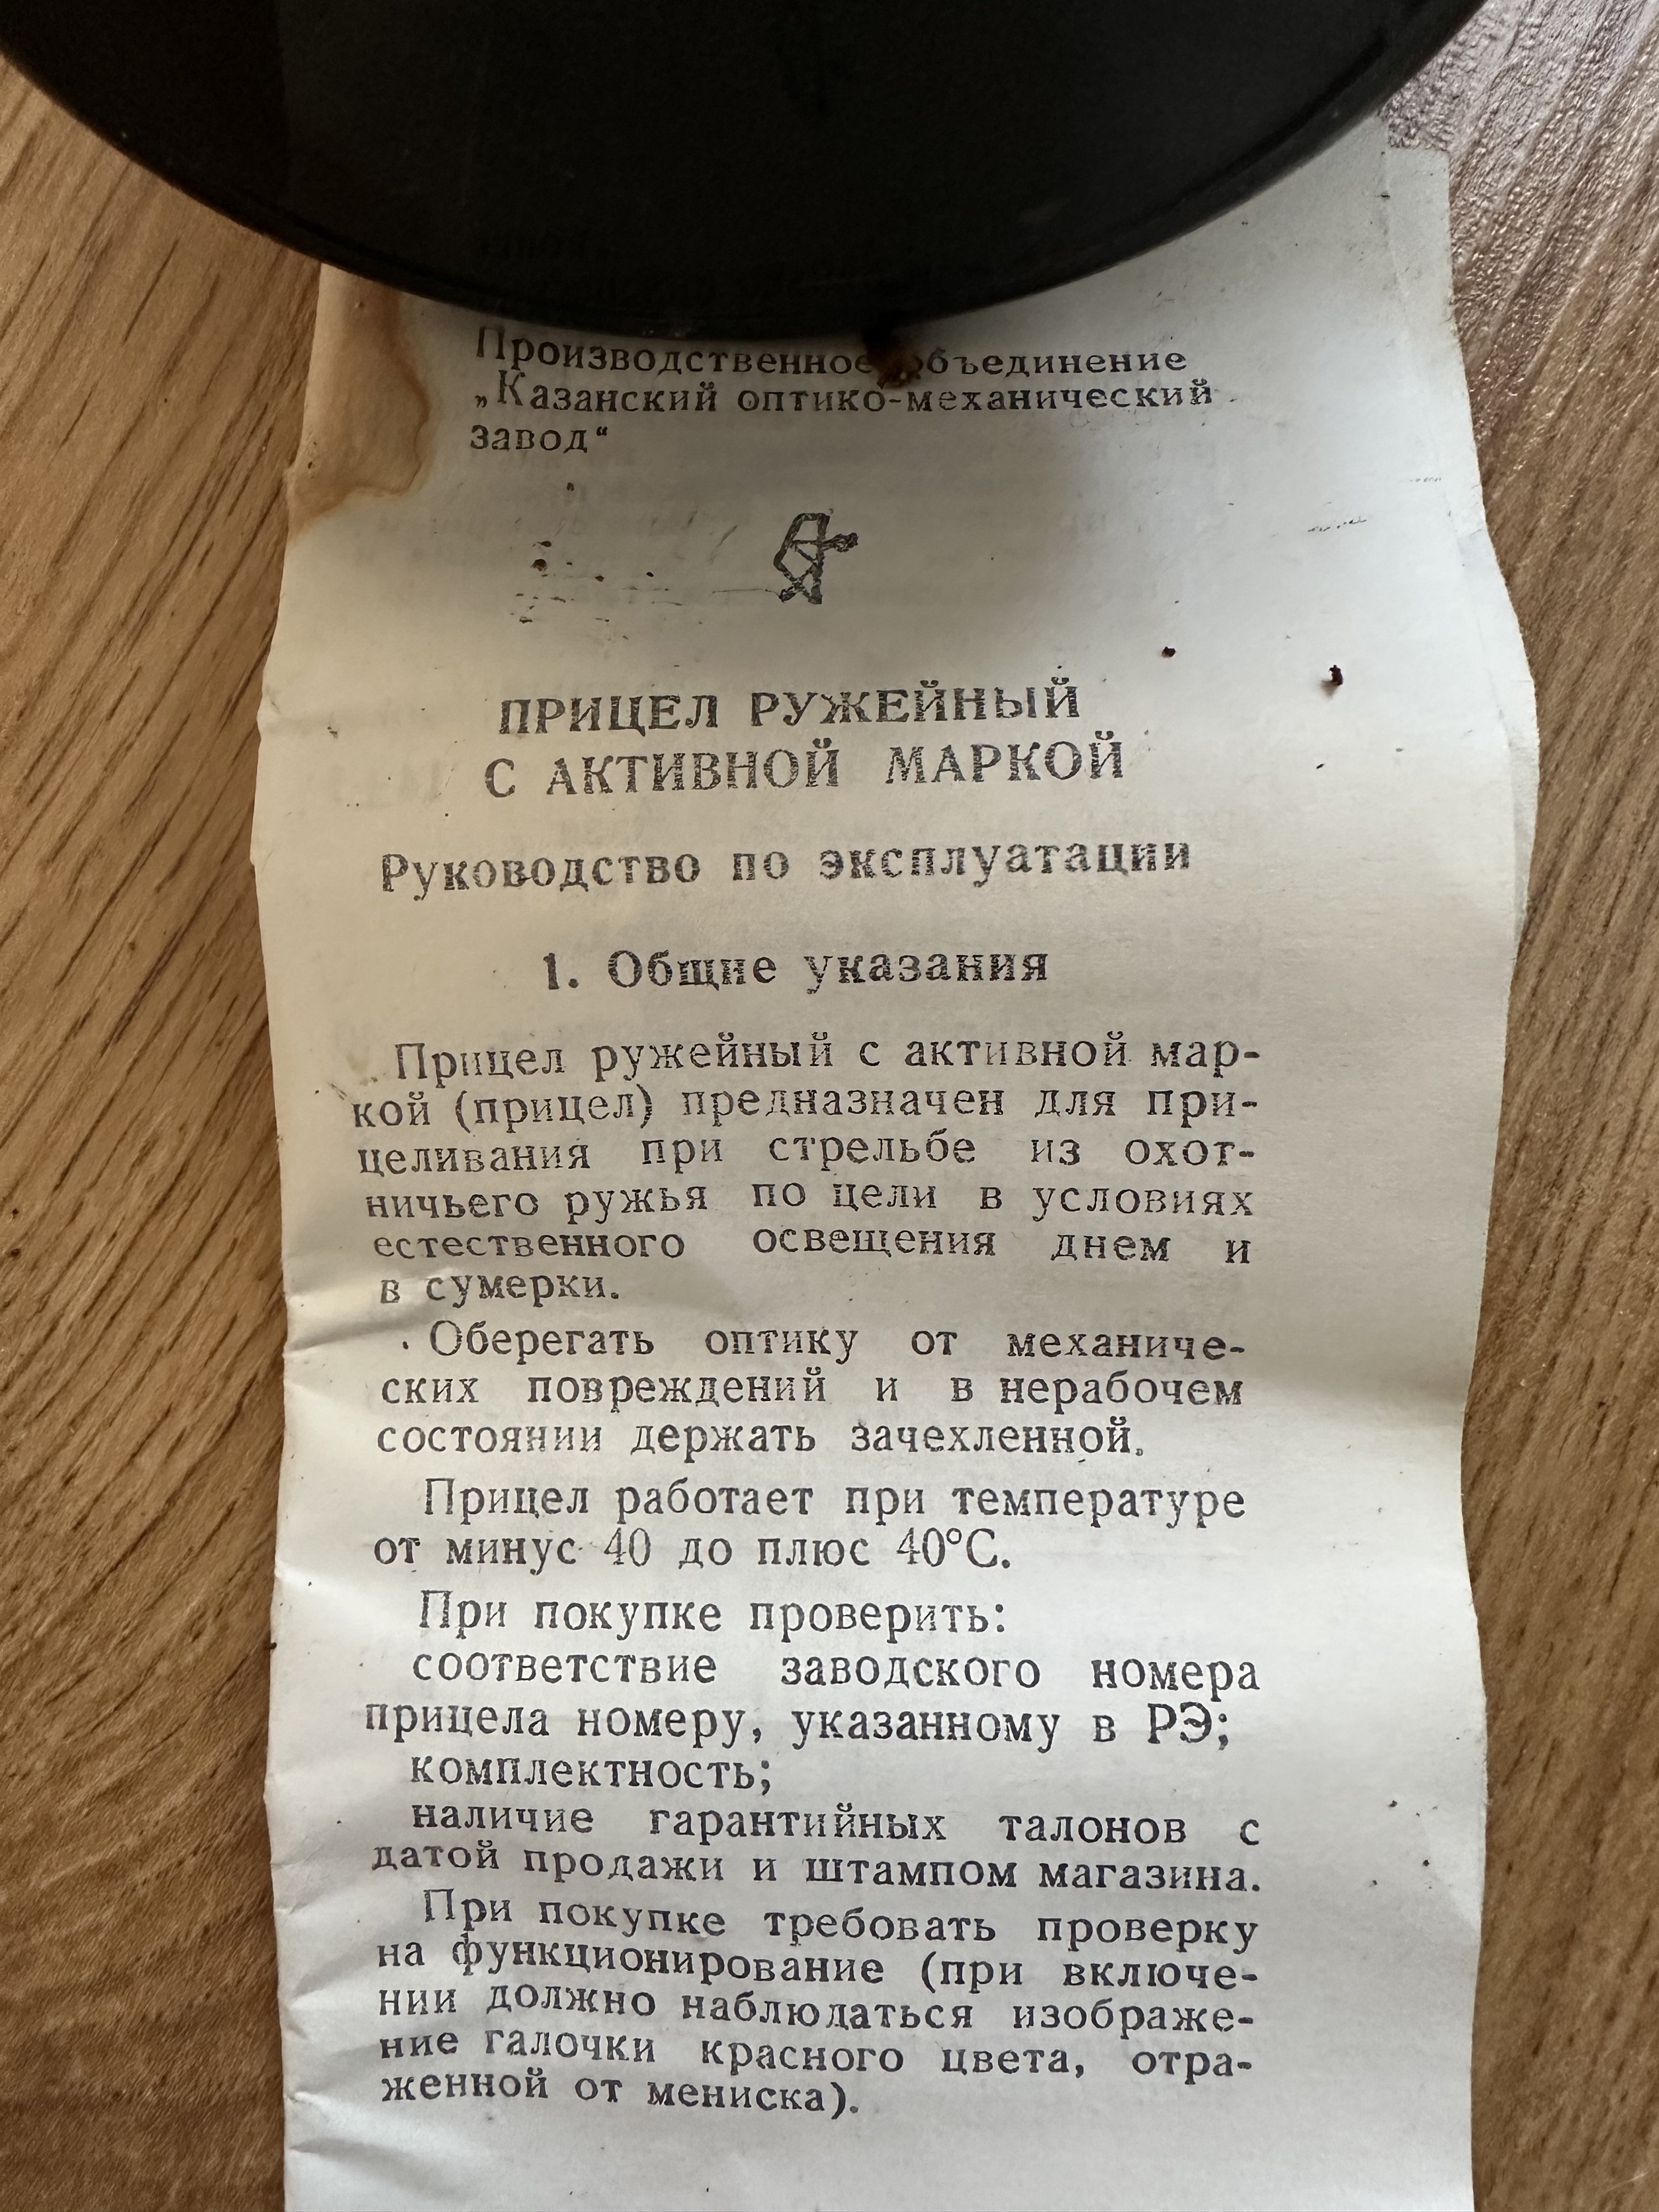 Производственное объединение
„Казанский оптико-механический
завод“
ПРИЦЕЛ РУЖЕЙНЫЙ
С АКТИВНОЙ МАРКОЙ
Руководство по эксплуатации
1. Общие указания
Прицел ружейный с активной мар-
кой (прицел) предназначен для при-
целивания при стрельбе из охот-
ничьего ружья по цели в условиях
естественного освещения днем и
в сумерки.
Оберегать оптику от механиче-
ских повреждений и в нерабочем
состоянии держать зачехленной.
Прицел работает при температуре
от минус 40 до плюс 40°С.
При покупке проверить:
соответствие заводского номера
прицела номеру, указанному в РЭ;
комплектность;
наличие гарантийных талонов с
датой продажи и штампом магазина.
При покупке требовать проверку
на функционирование (при включе-
нии должно наблюдаться изображе-
ние галочки красного цвета, отра-
женной от мениска).